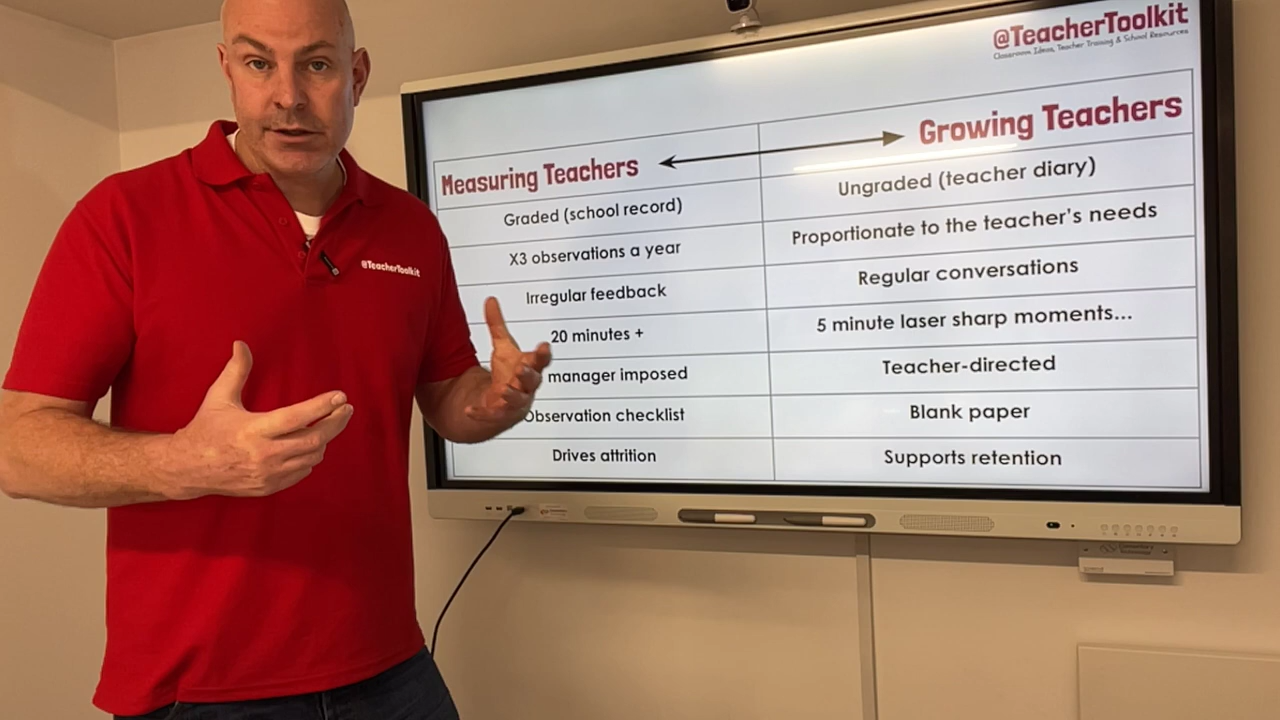 @TeacherToolkit
Classroom Ideas, Teacher Training & School Resources
Measuring Teachers
Growing Teachers
Graded (school record)
Ungraded (teacher diary)
X3 observations a year
Proportionate to the teacher's needs
Irregular feedback
Regular conversations
20 minutes +
5 minute laser sharp moments...
manager imposed
Teacher-directed
Observation checklist
Blank paper
Drives attrition
Supports retention
@TeacherToolkit